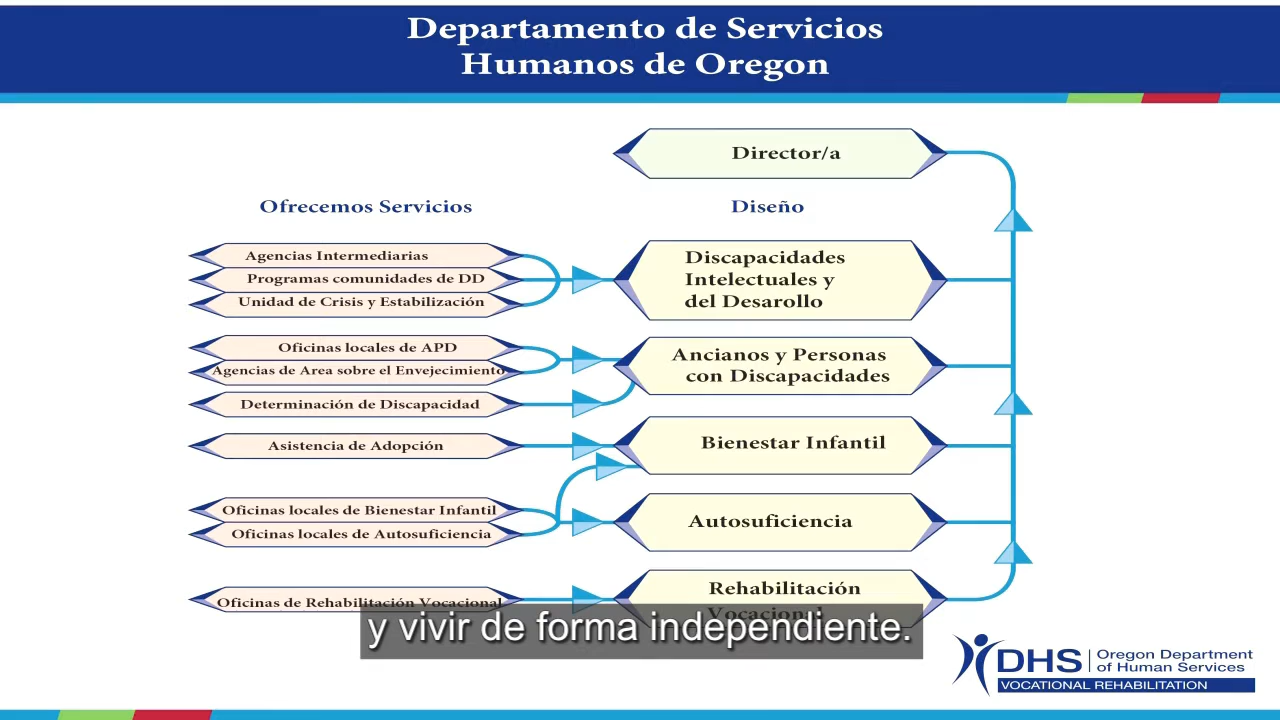 Departamento de Servicios
Humanos de Oregon
Director/a
Ofrecemos Servicios
Diseño
Agencias Intermediarias
Programas comunidades de DD
Unidad de Crisis y Estabilización
Discapacidades
Intelectuales y
del Desarollo
Oficinas locales de APD
Agencias de Area sobre el Envejecimiento
Determinación de Discapacidad
Ancianos y Personas
con Discapacidades
Asistencia de Adopción
Bienestar Infantil
Oficinas locales de Bienestar Infantil
Oficinas locales de Autosuficiencia
Autosuficiencia
Oficinas de Rehabilitación Vocacional
Rehabilitación
Vocacional
y vivir de forma independiente.
DHS
Oregon Department
of Human Services
VOCATIONAL REHABILITATION